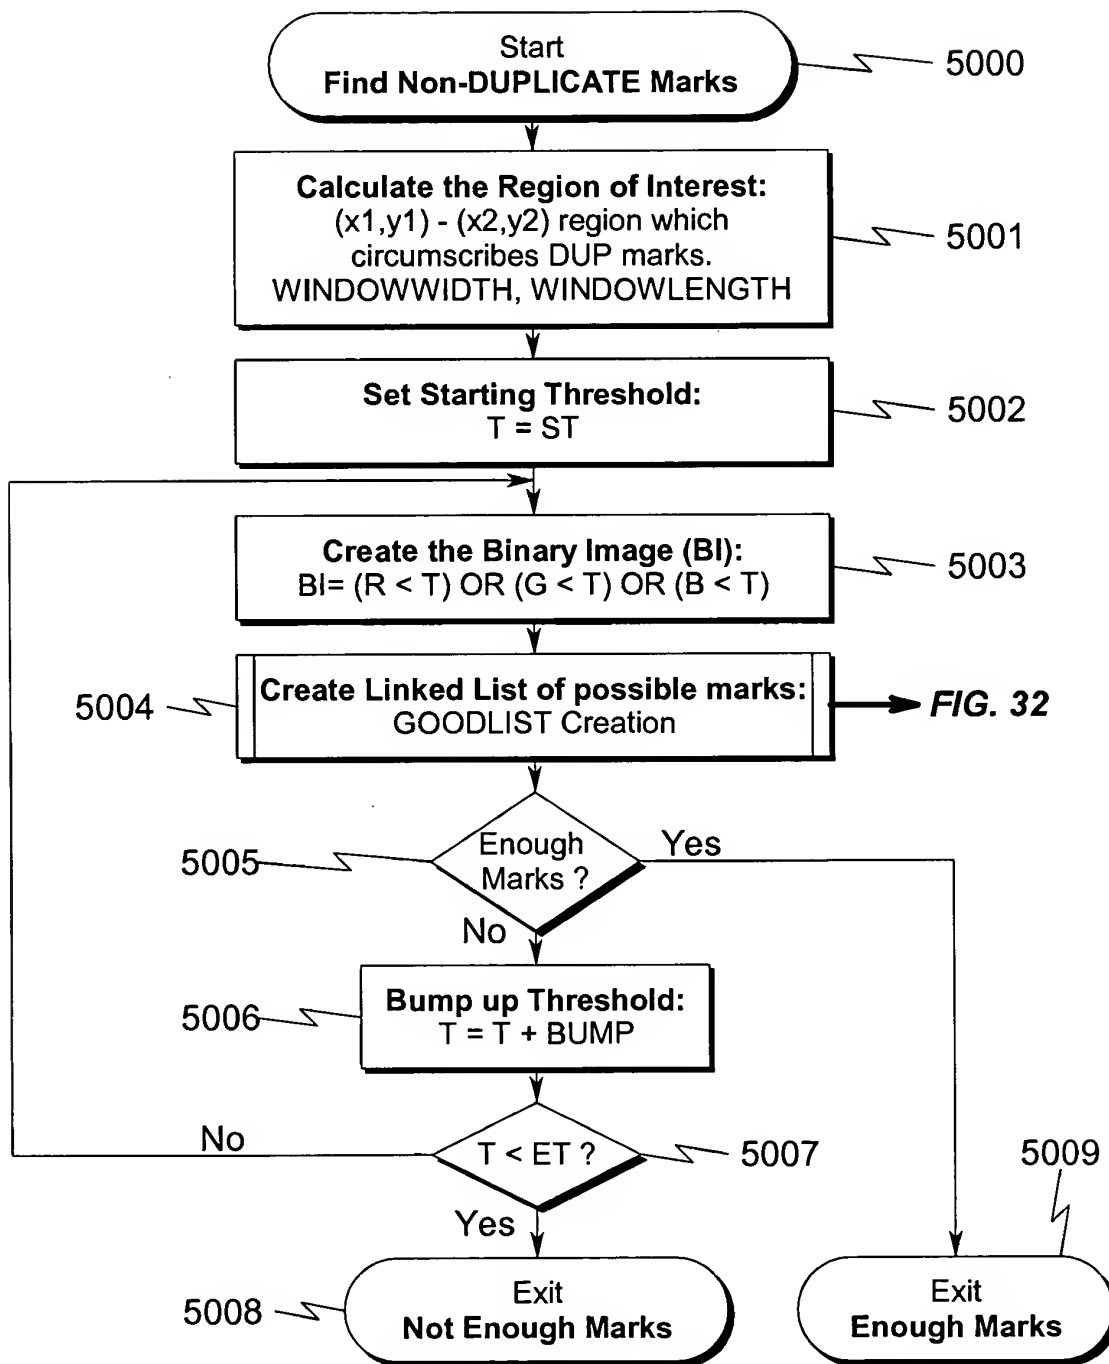 Start
Find Non-DUPLICATE Marks
5000
Calculate the Region of Interest:
(x1,y1) - (x2,y2) region which
circumscribes DUP marks.
WINDOWWIDTH, WINDOWLENGTH
5001
Set Starting Threshold:
T = ST
5002
Create the Binary Image (BI):
BI= (R < T) OR (G < T) OR (B < T)
5003
5004
Create Linked List of possible marks:
GOODLIST Creation
FIG. 32
5005
Enough
Marks ?
Yes
No
5006
Bump up Threshold:
T = T + BUMP
No
T < ET ?
5007
5009
Yes
5008
Exit
Not Enough Marks
Exit
Enough Marks